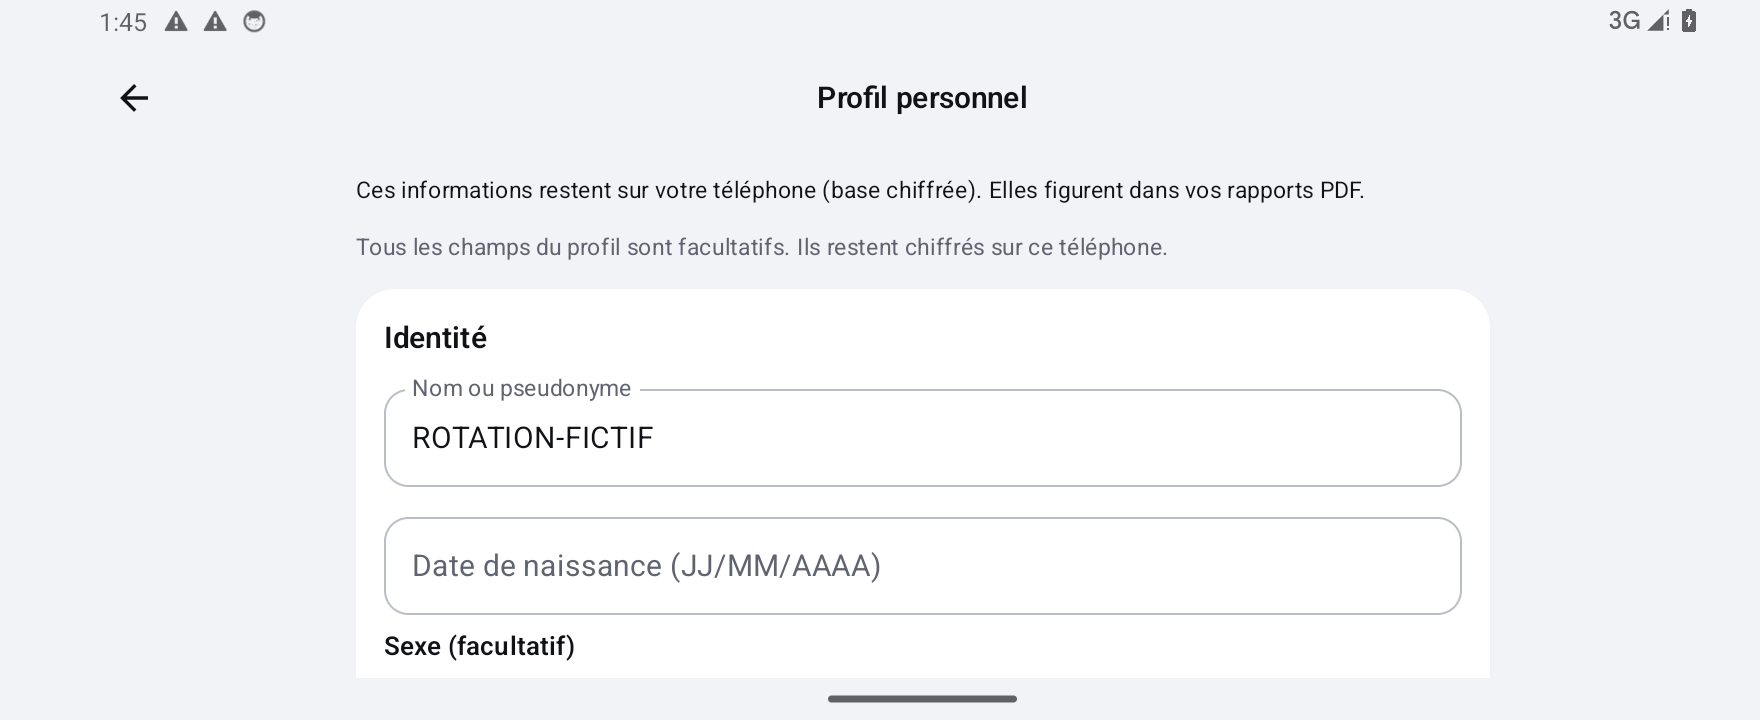 1:45
3G
Profil personnel
Ces informations restent sur votre téléphone (base chiffrée). Elles figurent dans vos rapports PDF.
Tous les champs du profil sont facultatifs. Ils restent chiffrés sur ce téléphone.
Identité
Nom ou pseudonyme
ROTATION-FICTIF
Date de naissance (JJ/MM/AAAA)
Sexe (facultatif)